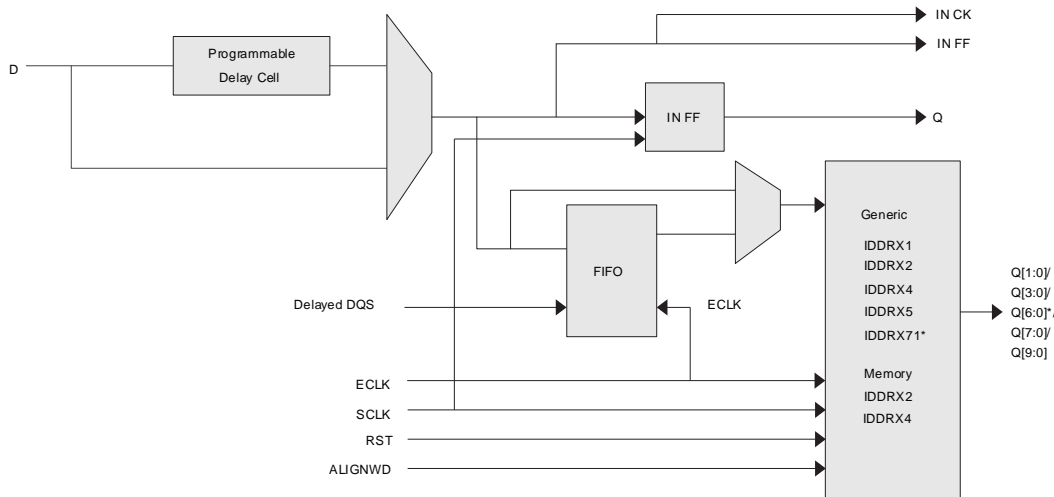 D
Programmable
Delay Cell
IN CK
IN FF
IN FF
Q
FIFO
Delayed DQS
ECLK
ECLK
SCLK
RST
ALIGNWD
Generic
IDDRX1
IDDRX2
IDDRX4
IDDRX5
IDDRX71*
Memory
IDDRX2
IDDRX4
Q[1:0]/
Q[3:0]/
Q[6:0]*/
Q[7:0]/
Q[9:0]